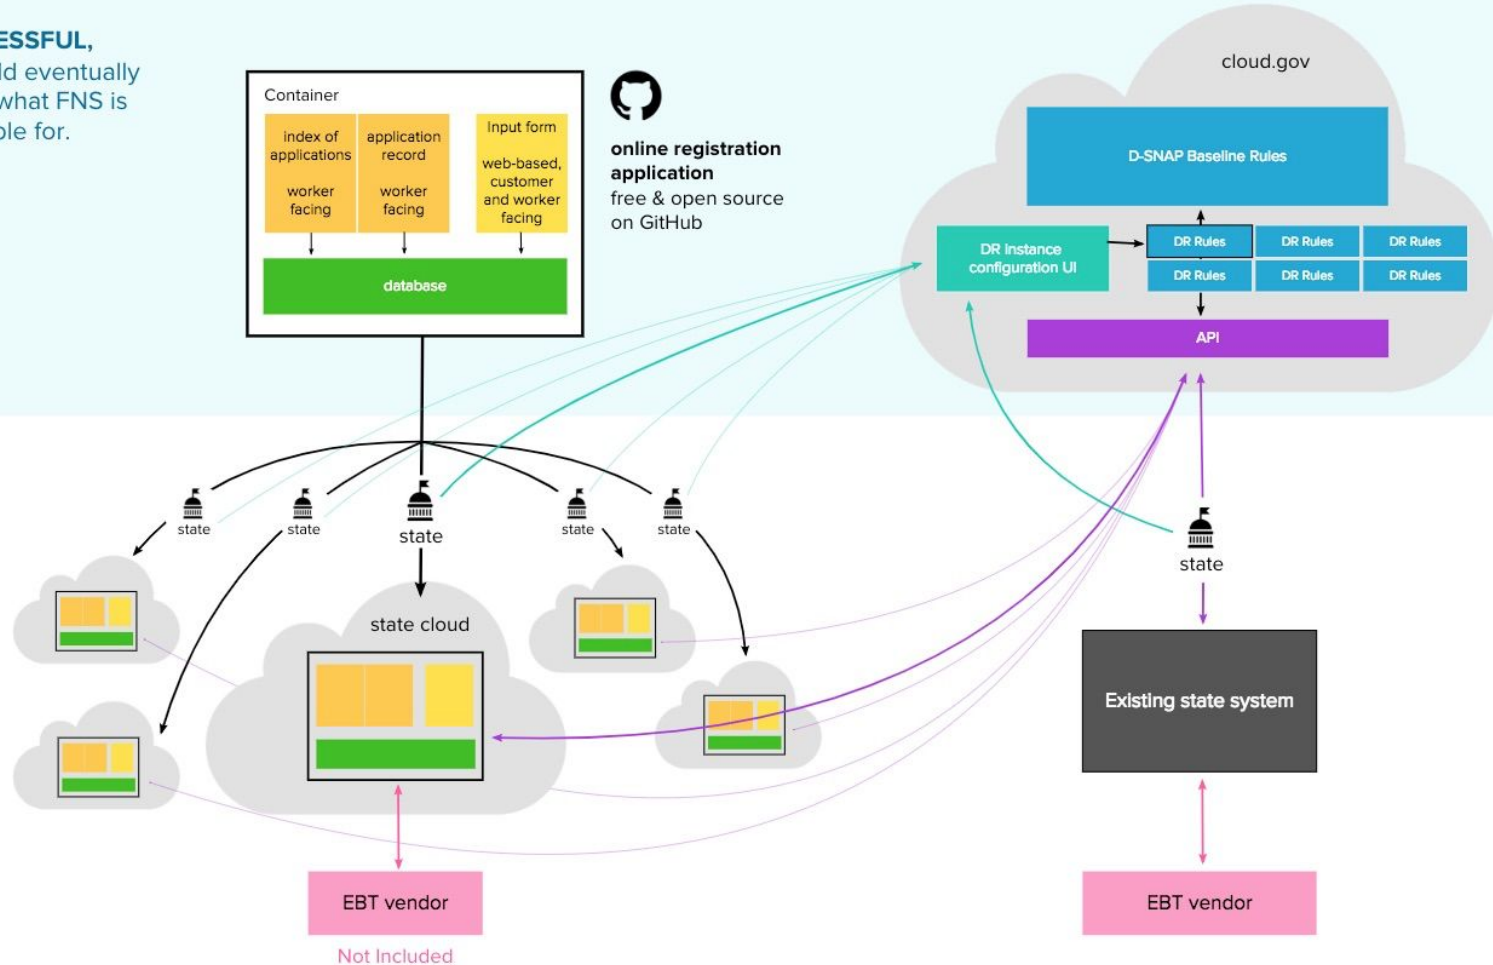 ESSFUL,
ld eventually
what FNS is
ble for.
Container
index of
applications
worker
facing
application
record
worker
facing
Input form
web-based,
customer
and worker
facing
database
online registration
application
free & open source
on GitHub
cloud.gov
D-SNAP Baseline Rules
DR Instance
configuration UI
DR Rules
DR Rules
DR Rules
DR Rules
DR Rules
DR Rules
API
state
state
state
state
state
state
state cloud
Existing state system
EBT vendor
Not Included
EBT vendor